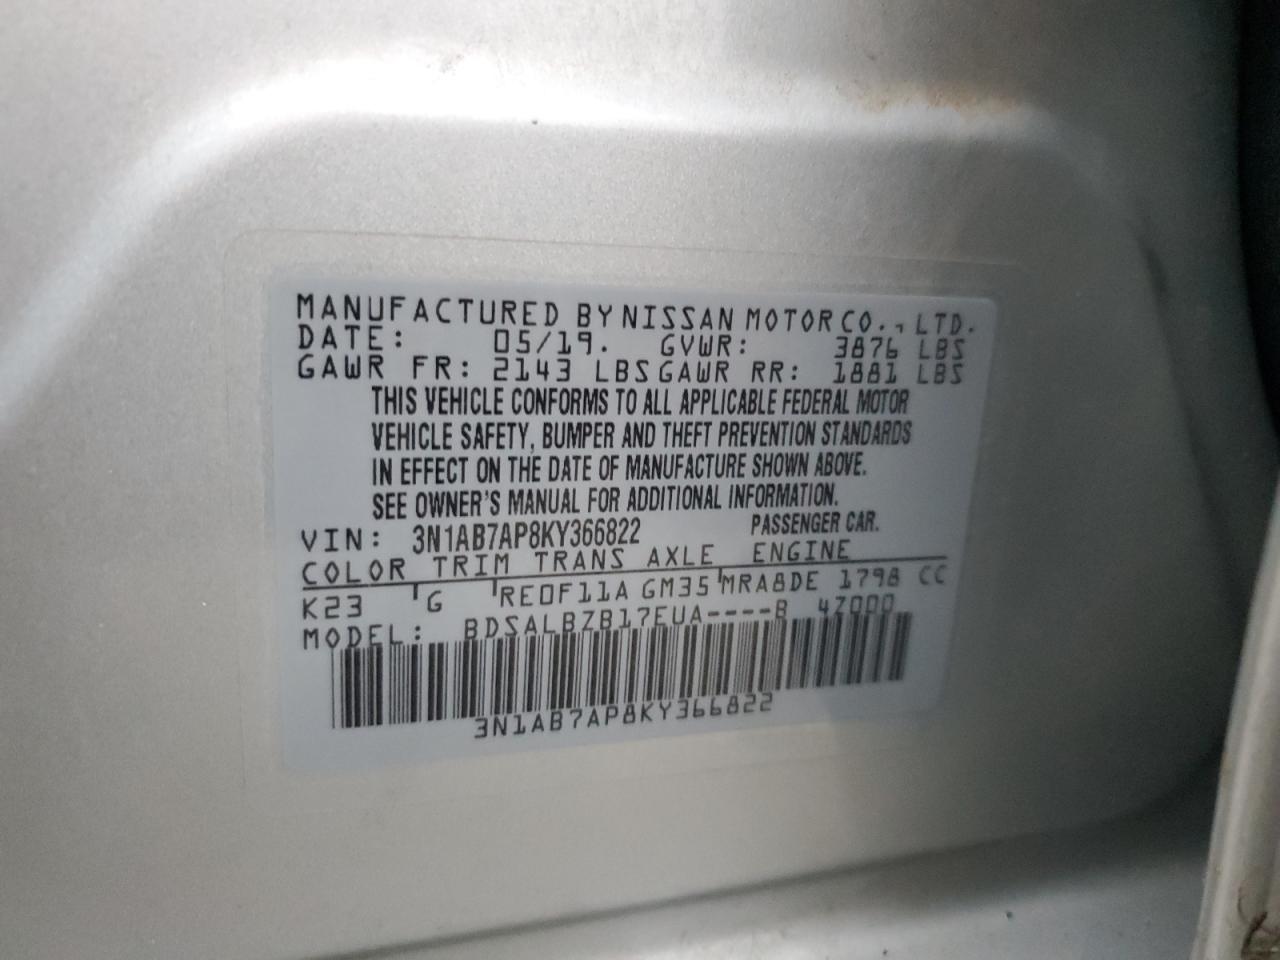 MANUFACTURED BY NISSAN MOTOR CO., LTD.
DATE: 05/19. GVWR: 3876 LBS
GAWR FR: 2143 LBS GAWR RR: 1881 LBS
THIS VEHICLE CONFORMS TO ALL APPLICABLE FEDERAL MOTOR
VEHICLE SAFETY, BUMPER AND THEFT PREVENTION STANDARDS
IN EFFECT ON THE DATE OF MANUFACTURE SHOWN ABOVE.
SEE OWNER'S MANUAL FOR ADDITIONAL INFORMATION.
VIN: 3N1AB7AP8KY366822 PASSENGER CAR.
COLOR TRIM TRANS AXLE ENGINE
K23 G RE0F11A GM35 MRA8DE 1798 CC
MODEL: BDSALBZB17EUA----B 4Z000
3N1AB7AP8KY366822